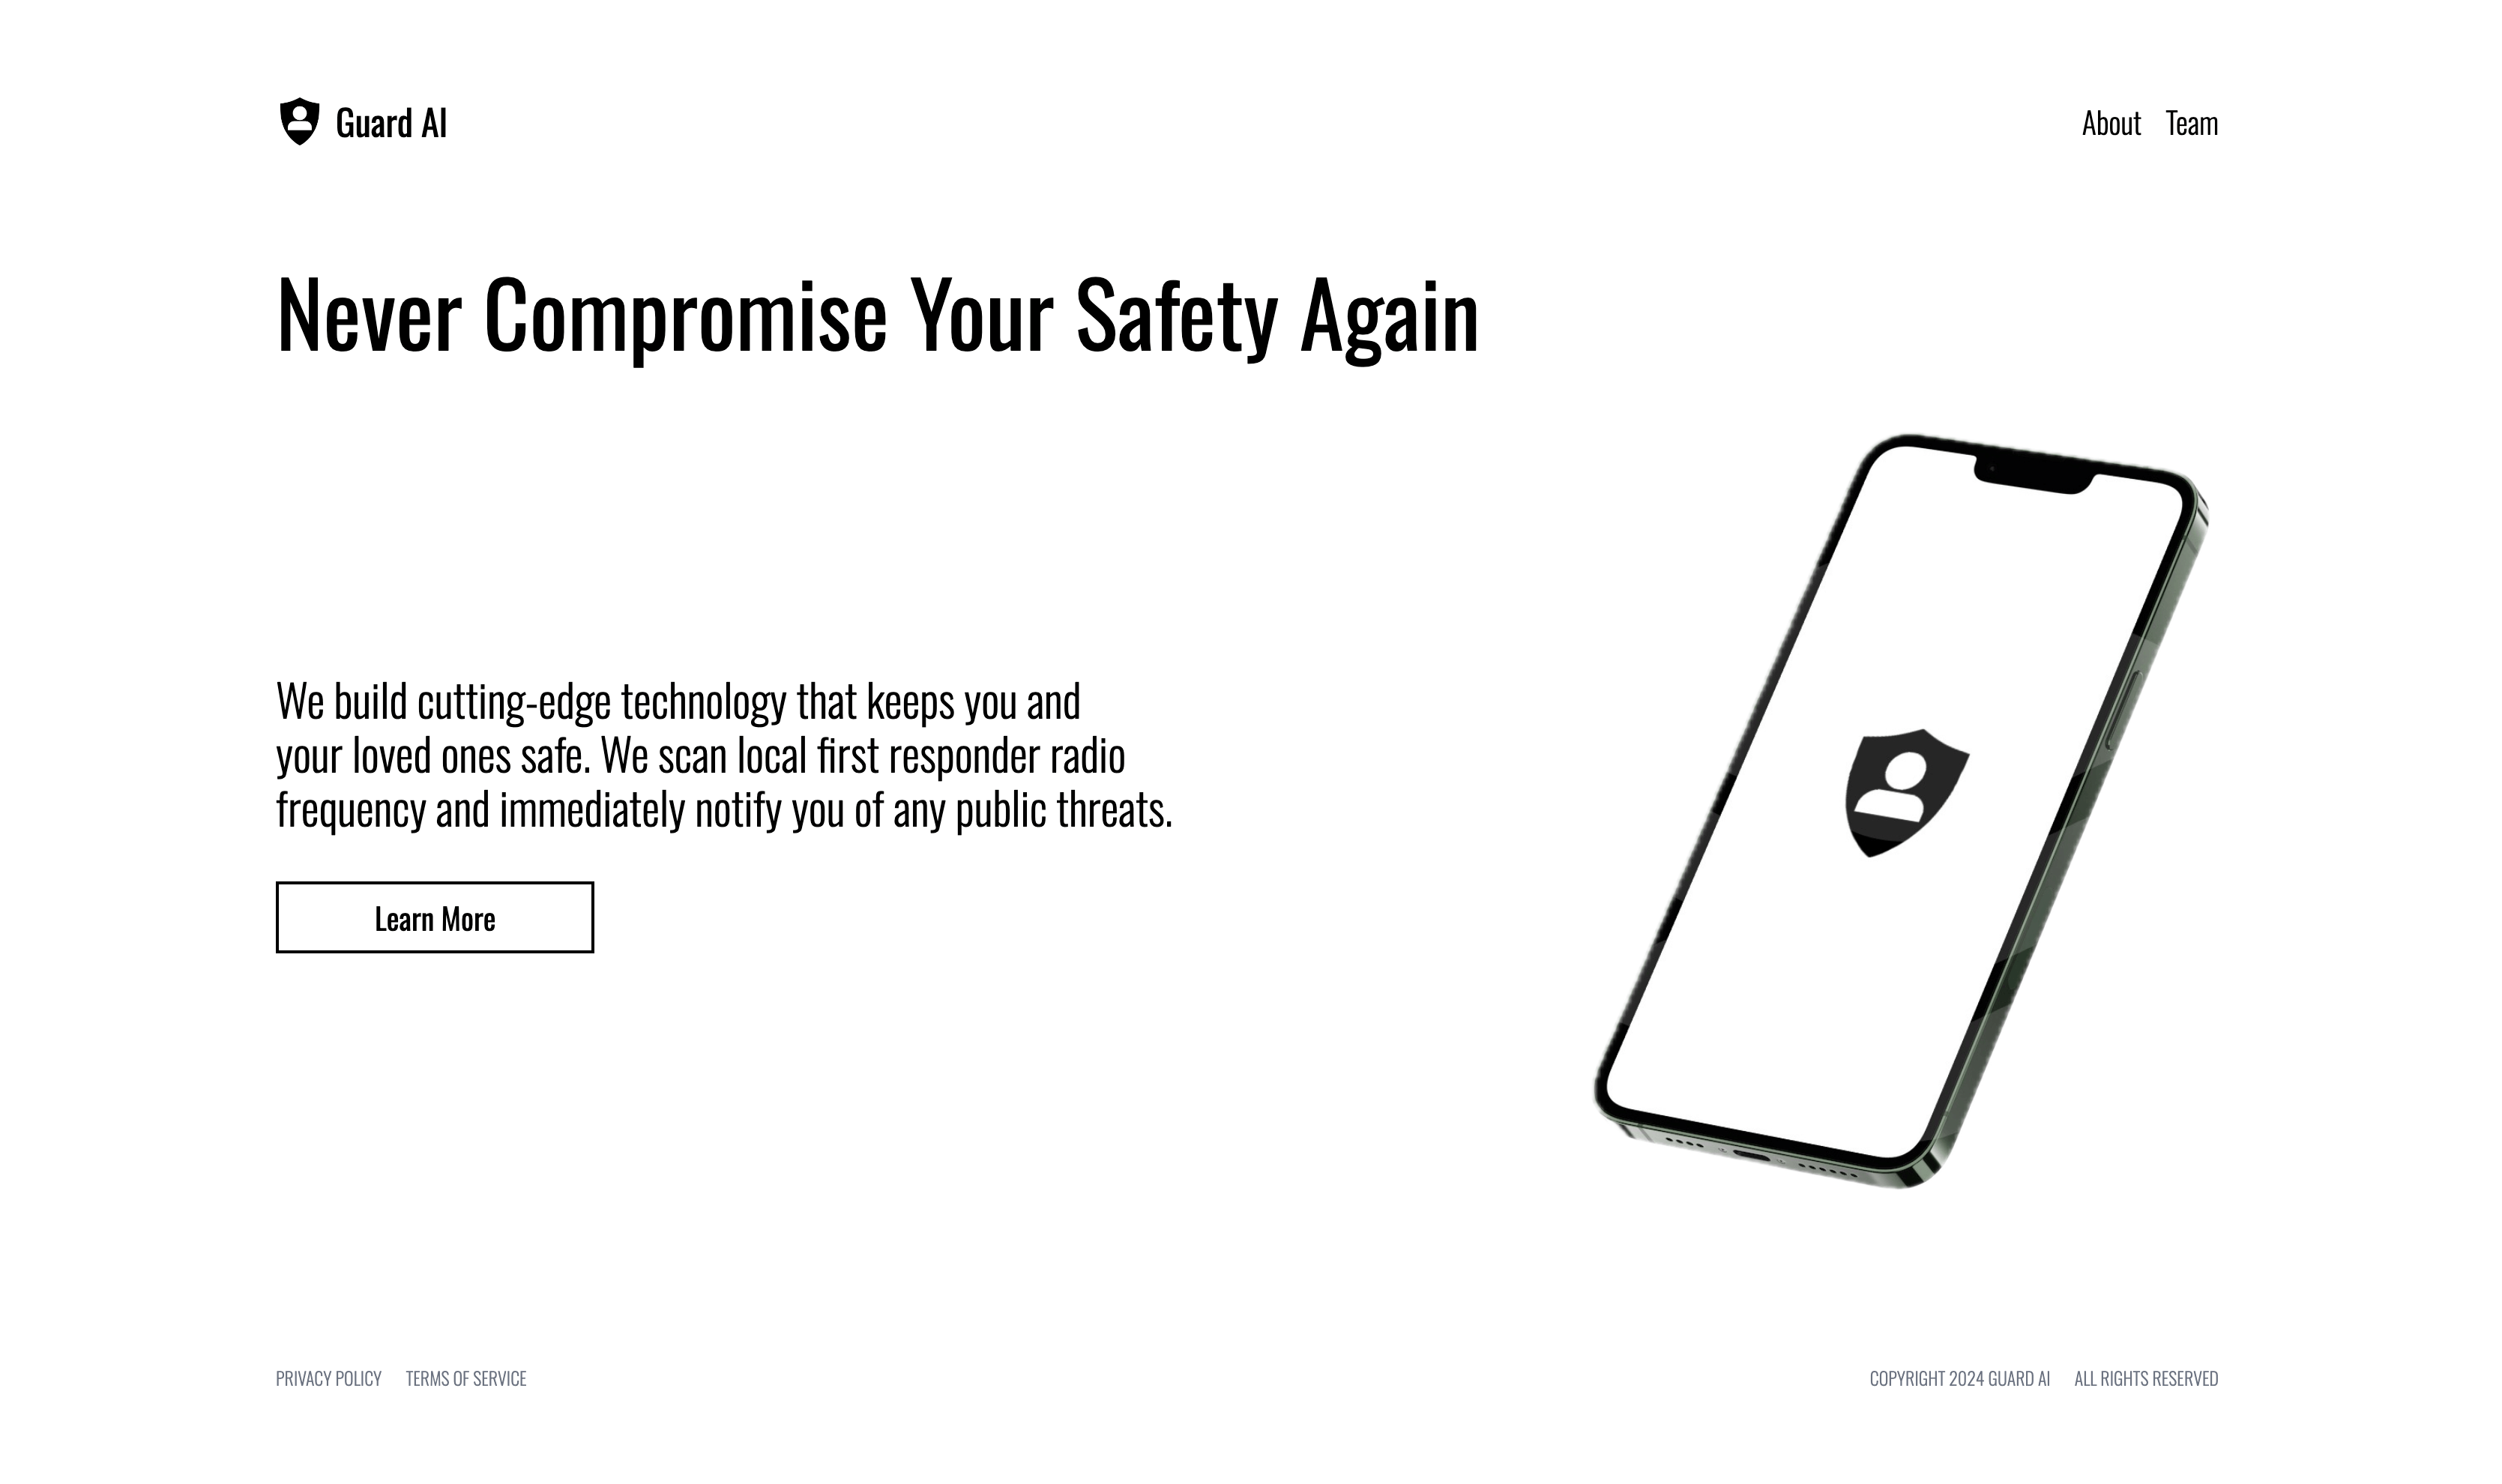 Guard AI
About Team
Never Compromise Your Safety Again
We build cutting-edge technology that keeps you and
your loved ones safe. We scan local first responder radio
frequency and immediately notify you of any public threats.
Learn More
PRIVACY POLICY TERMS OF SERVICE
COPYRIGHT 2024 GUARD AI ALL RIGHTS RESERVED